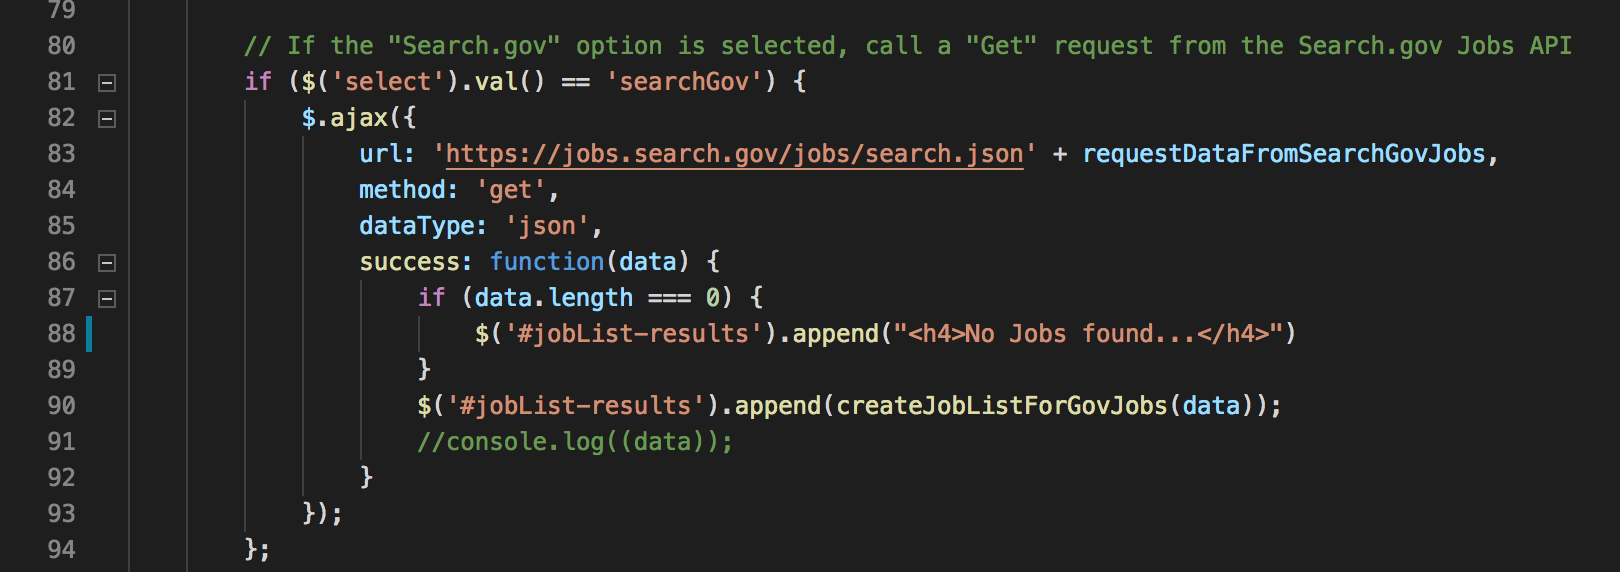 79
80 // If the "Search.gov" option is selected, call a "Get" request from the Search.gov Jobs API
81 if ($('select').val() == 'searchGov') {
82 $.ajax({
83 url: 'https://jobs.search.gov/jobs/search.json' + requestDataFromSearchGovJobs,
84 method: 'get',
85 dataType: 'json',
86 success: function(data) {
87 if (data.length === 0) {
88 $('#jobList-results').append("<h4>No Jobs found...</h4>")
89 }
90 $('#jobList-results').append(createJobListForGovJobs(data));
91 //console.log((data));
92 }
93 });
94 };